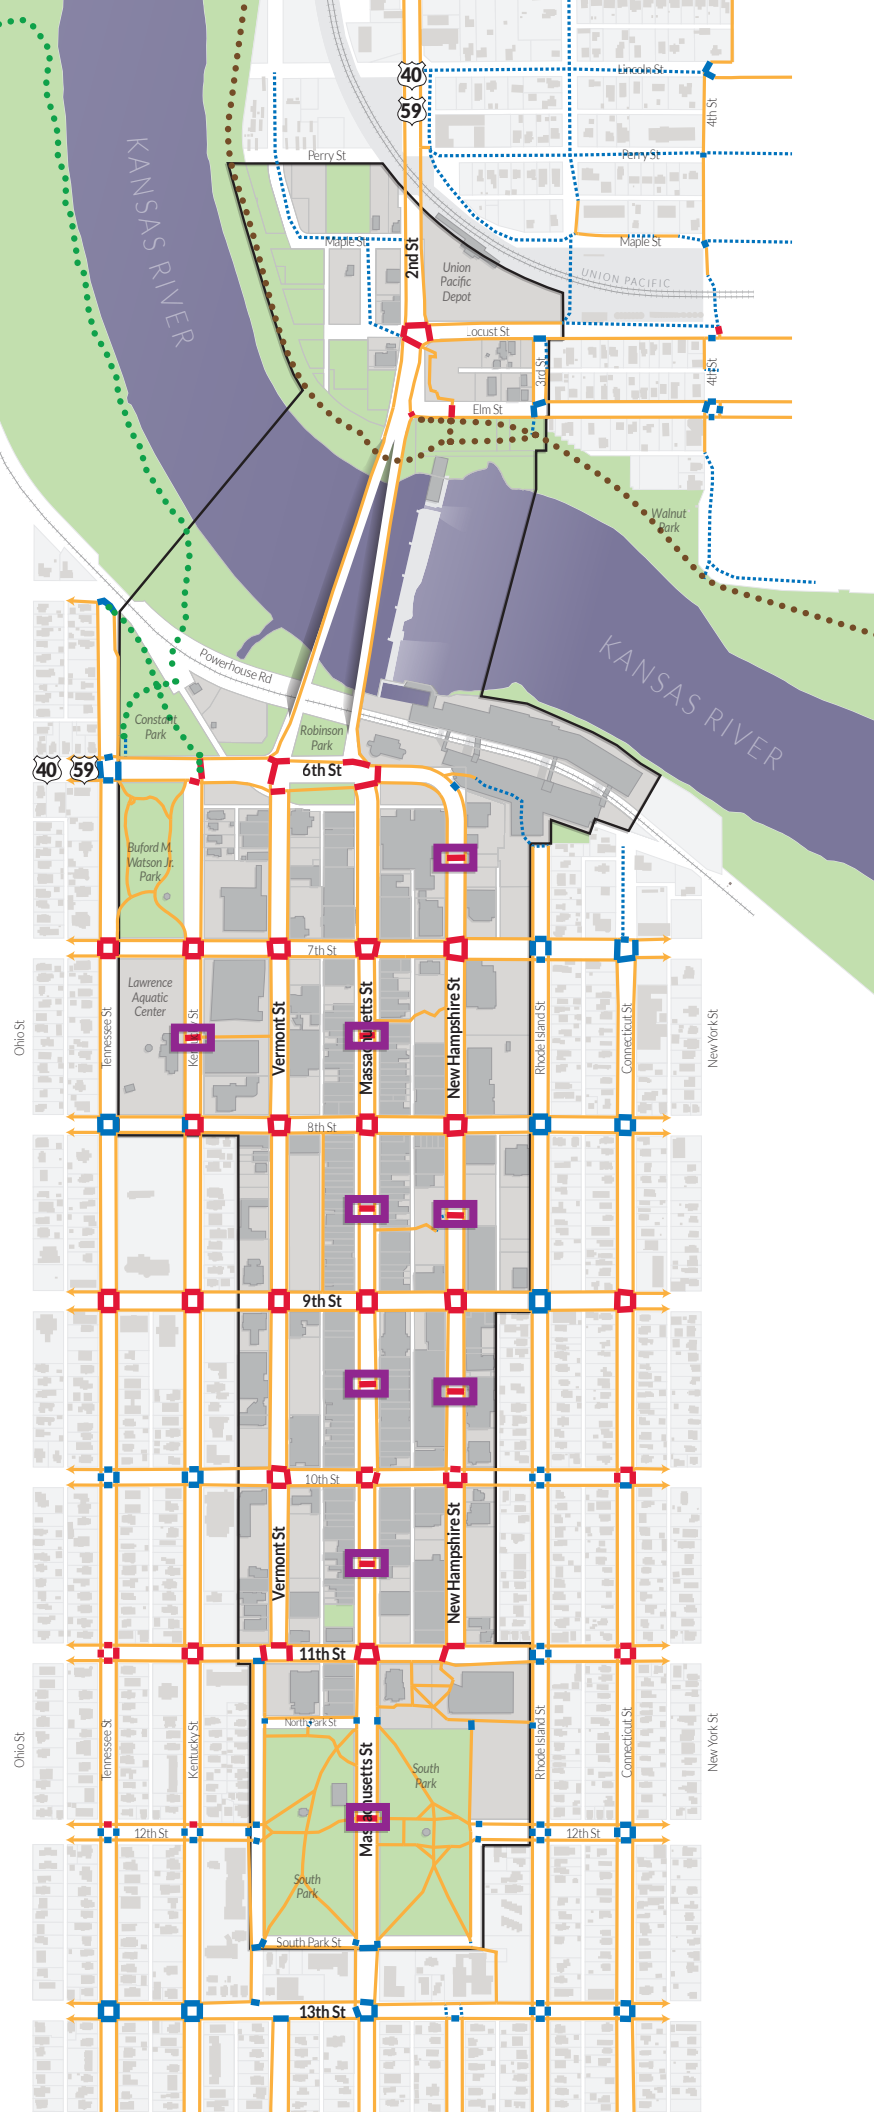 Lincoln St
40
59
4th St
KANSAS RIVER
Perry St
Perry St
Maple St
Maple St
2nd St
Union
Pacific
Depot
UNION PACIFIC
Locust St
3rd St
4th St
Elm St
Walnut
Park
KANSAS RIVER
Powerhouse Rd
Constant
Park
Robinson
Park
40
59
6th St
Buford M.
Watson Jr.
Park
7th St
Lawrence
Aquatic
Center
Ohio St
Tennessee St
Kentucky St
Vermont St
Massachusetts St
New Hampshire St
Rhode Island St
Connecticut St
New York St
8th St
9th St
10th St
Vermont St
New Hampshire St
11th St
North Park St
Ohio St
Tennessee St
Kentucky St
Massachusetts St
South
Park
Rhode Island St
Connecticut St
New York St
12th St
12th St
South
Park
South Park St
13th St